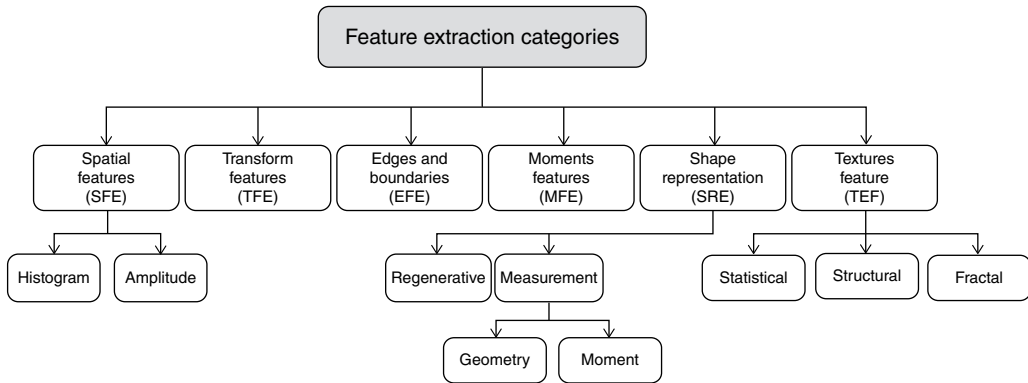 Feature extraction categories
Spatial
features
(SFE)
Transform
features
(TFE)
Edges and
boundaries
(EFE)
Moments
features
(MFE)
Shape
representation
(SRE)
Textures
feature
(TEF)
Histogram
Amplitude
Regenerative
Measurement
Statistical
Structural
Fractal
Geometry
Moment